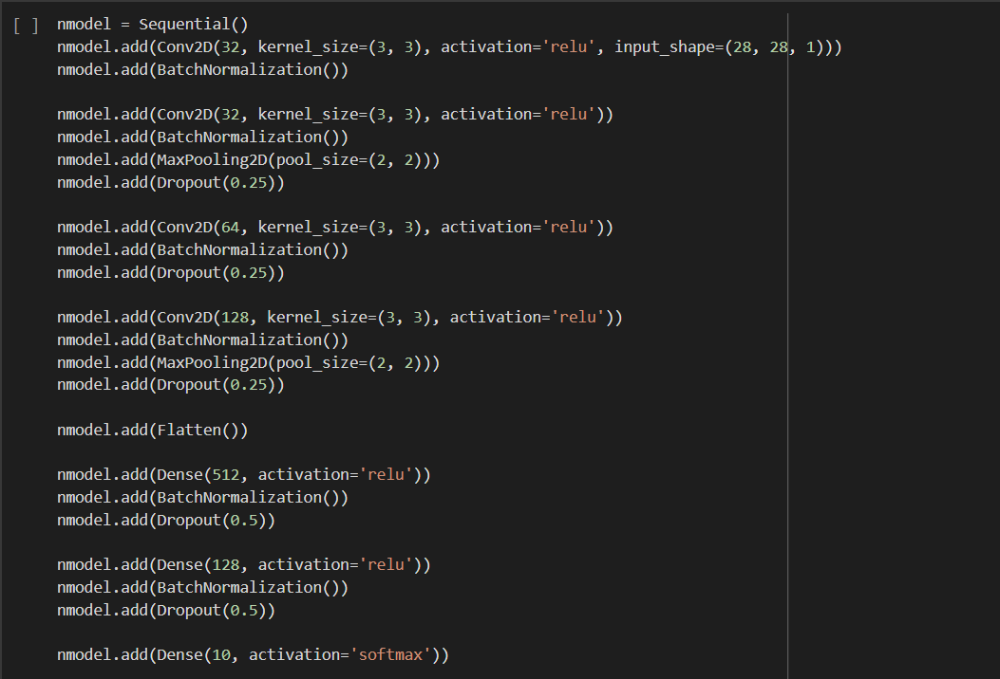 [ ] nmodel = Sequential()
nmodel.add(Conv2D(32, kernel_size=(3, 3), activation='relu', input_shape=(28, 28, 1)))
nmodel.add(BatchNormalization())
nmodel.add(Conv2D(32, kernel_size=(3, 3), activation='relu'))
nmodel.add(BatchNormalization())
nmodel.add(MaxPooling2D(pool_size=(2, 2)))
nmodel.add(Dropout(0.25))
nmodel.add(Conv2D(64, kernel_size=(3, 3), activation='relu'))
nmodel.add(BatchNormalization())
nmodel.add(Dropout(0.25))
nmodel.add(Conv2D(128, kernel_size=(3, 3), activation='relu'))
nmodel.add(BatchNormalization())
nmodel.add(MaxPooling2D(pool_size=(2, 2)))
nmodel.add(Dropout(0.25))
nmodel.add(Flatten())
nmodel.add(Dense(512, activation='relu'))
nmodel.add(BatchNormalization())
nmodel.add(Dropout(0.5))
nmodel.add(Dense(128, activation='relu'))
nmodel.add(BatchNormalization())
nmodel.add(Dropout(0.5))
nmodel.add(Dense(10, activation='softmax'))